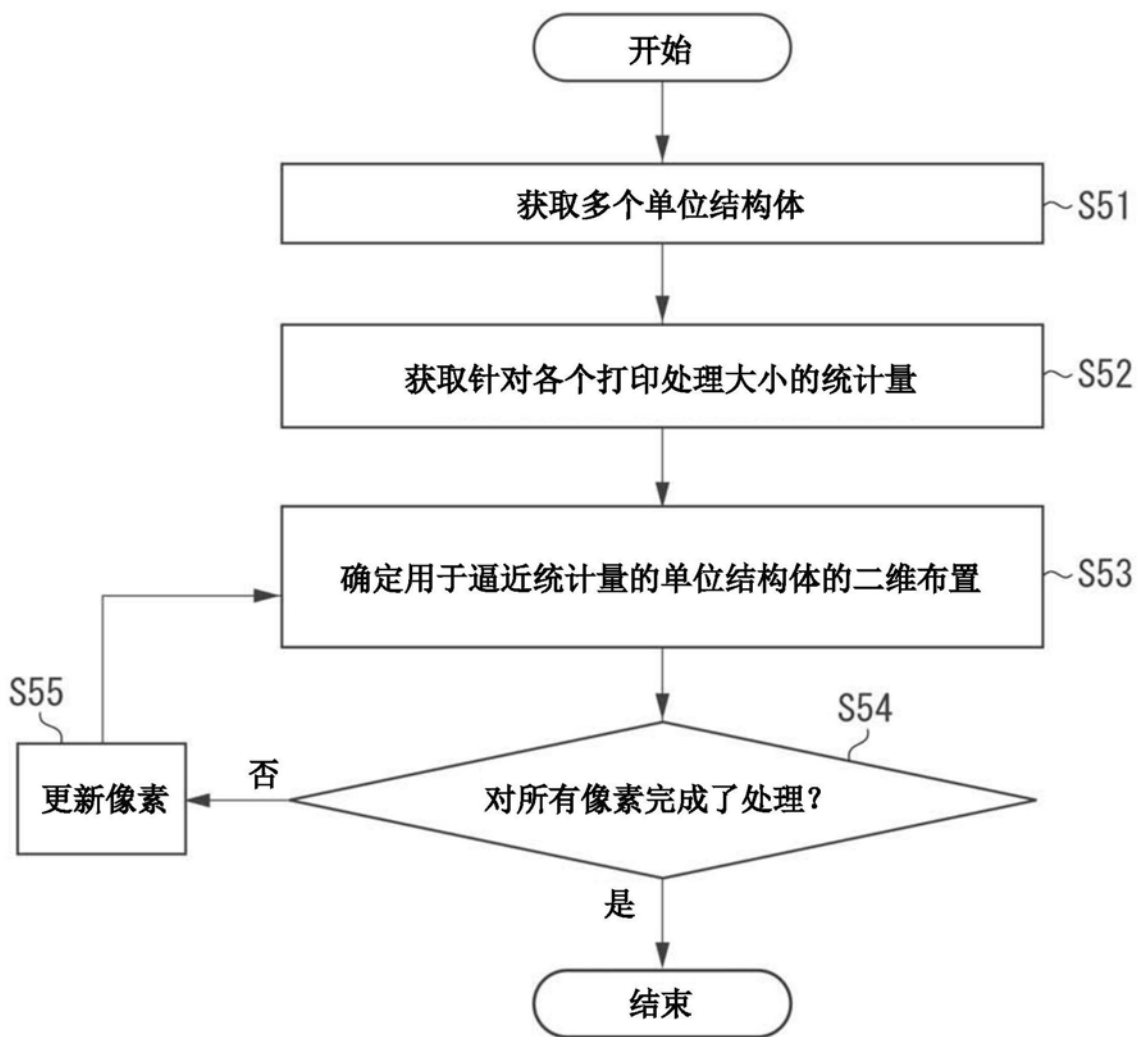 开始
获取多个单位结构体
S51
获取针对各个打印处理大小的统计量
S52
确定用于逼近统计量的单位结构体的二维布置
S53
S55
更新像素
否
S54
对所有像素完成了处理？
是
结束